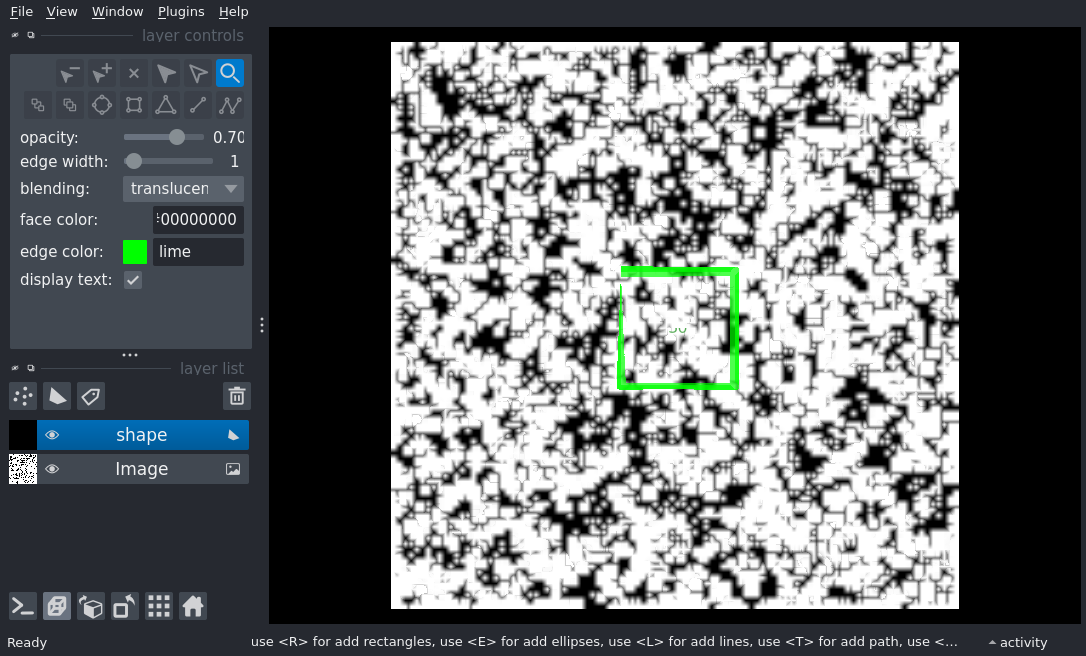 File View Window Plugins Help
layer controls
opacity: 0.70
edge width: 1
blending: translucen
face color: 00000000
edge color: lime
display text:
layer list
shape
Image
Ready
use <R> for add rectangles, use <E> for add ellipses, use <L> for add lines, use <T> for add path, use <...
activity